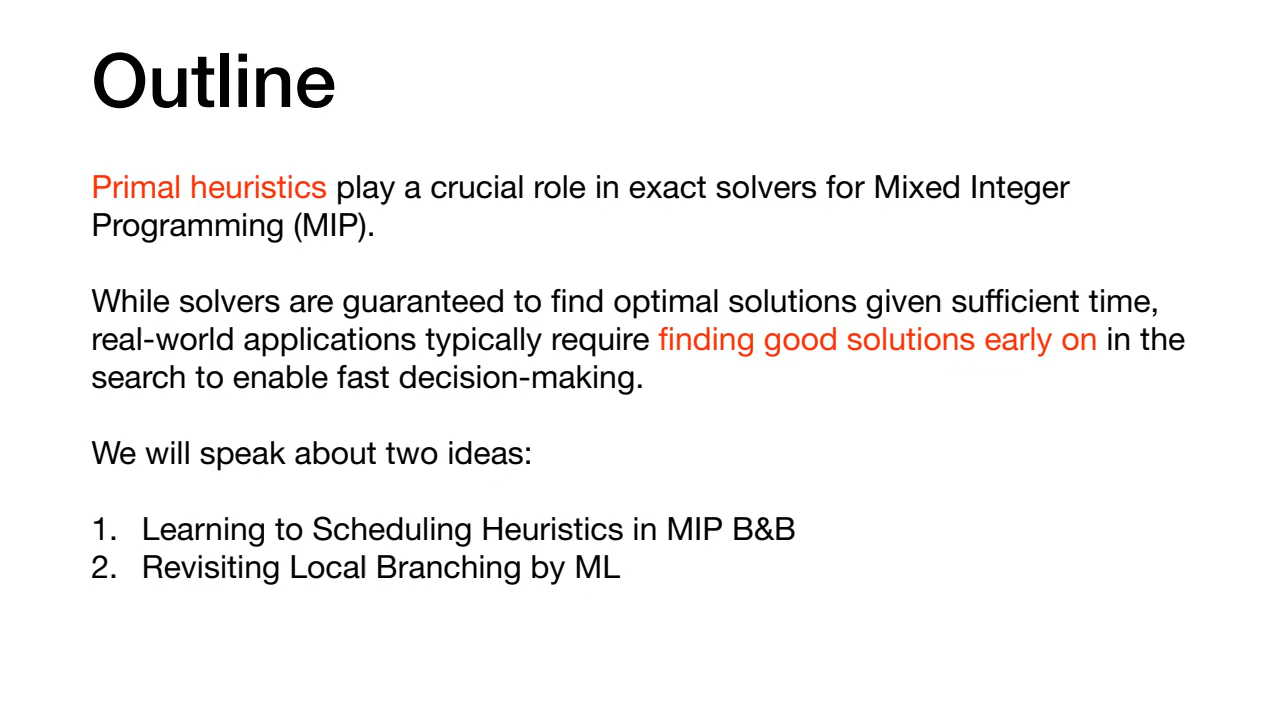 Outline
Primal heuristics play a crucial role in exact solvers for Mixed Integer
Programming (MIP).
While solvers are guaranteed to find optimal solutions given sufficient time,
real-world applications typically require finding good solutions early on in the
search to enable fast decision-making.
We will speak about two ideas:
1. Learning to Scheduling Heuristics in MIP B&B
2. Revisiting Local Branching by ML